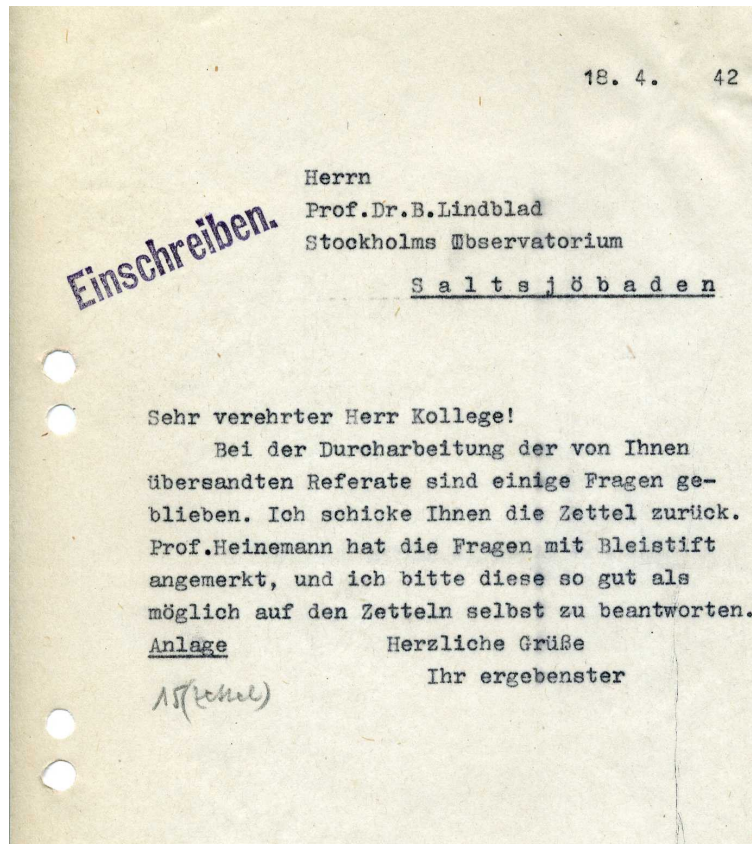 18. 4. 42
Herrn
Prof.Dr.B.Lindblad
Stockholms Observatorium
Saltsjöbaden
Einschreiben.
Sehr verehrter Herr Kollege!
Bei der Durcharbeitung der von Ihnen
übersandten Referate sind einige Fragen ge-
blieben. Ich schicke Ihnen die Zettel zurück.
Prof.Heinemann hat die Fragen mit Bleistift
angemerkt, und ich bitte diese so gut als
möglich auf den Zetteln selbst zu beantworten.
Anlage Herzliche Grüße
Ihr ergebenster
15(Zettel)